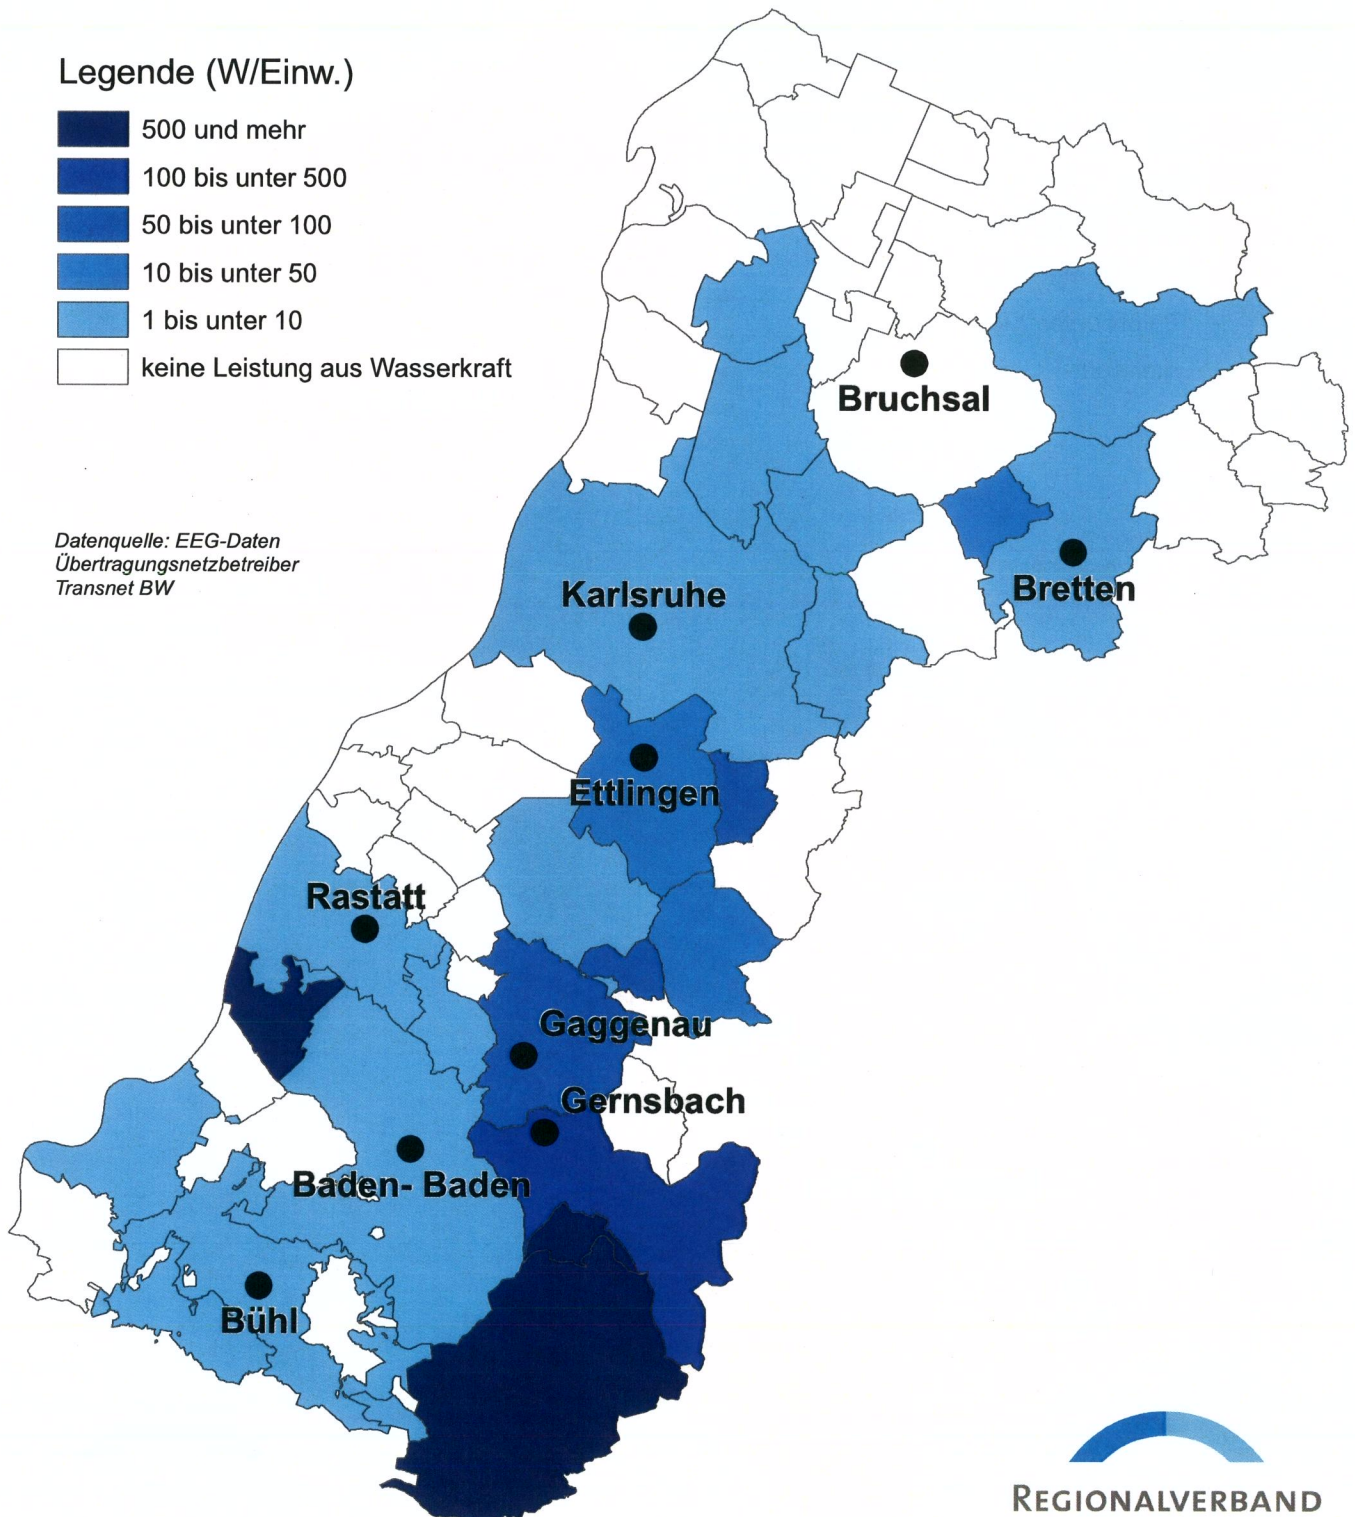 Legende (W/Einw.)
500 und mehr
100 bis unter 500
50 bis unter 100
10 bis unter 50
1 bis unter 10
keine Leistung aus Wasserkraft
Bruchsal
Datenquelle: EEG-Daten
Übertragungsnetzbetreiber
Transnet BW
Karlsruhe
Bretten
Ettlingen
Rastatt
Gaggenau
Gernsbach
Baden- Baden
Bühl
REGIONALVERBAND